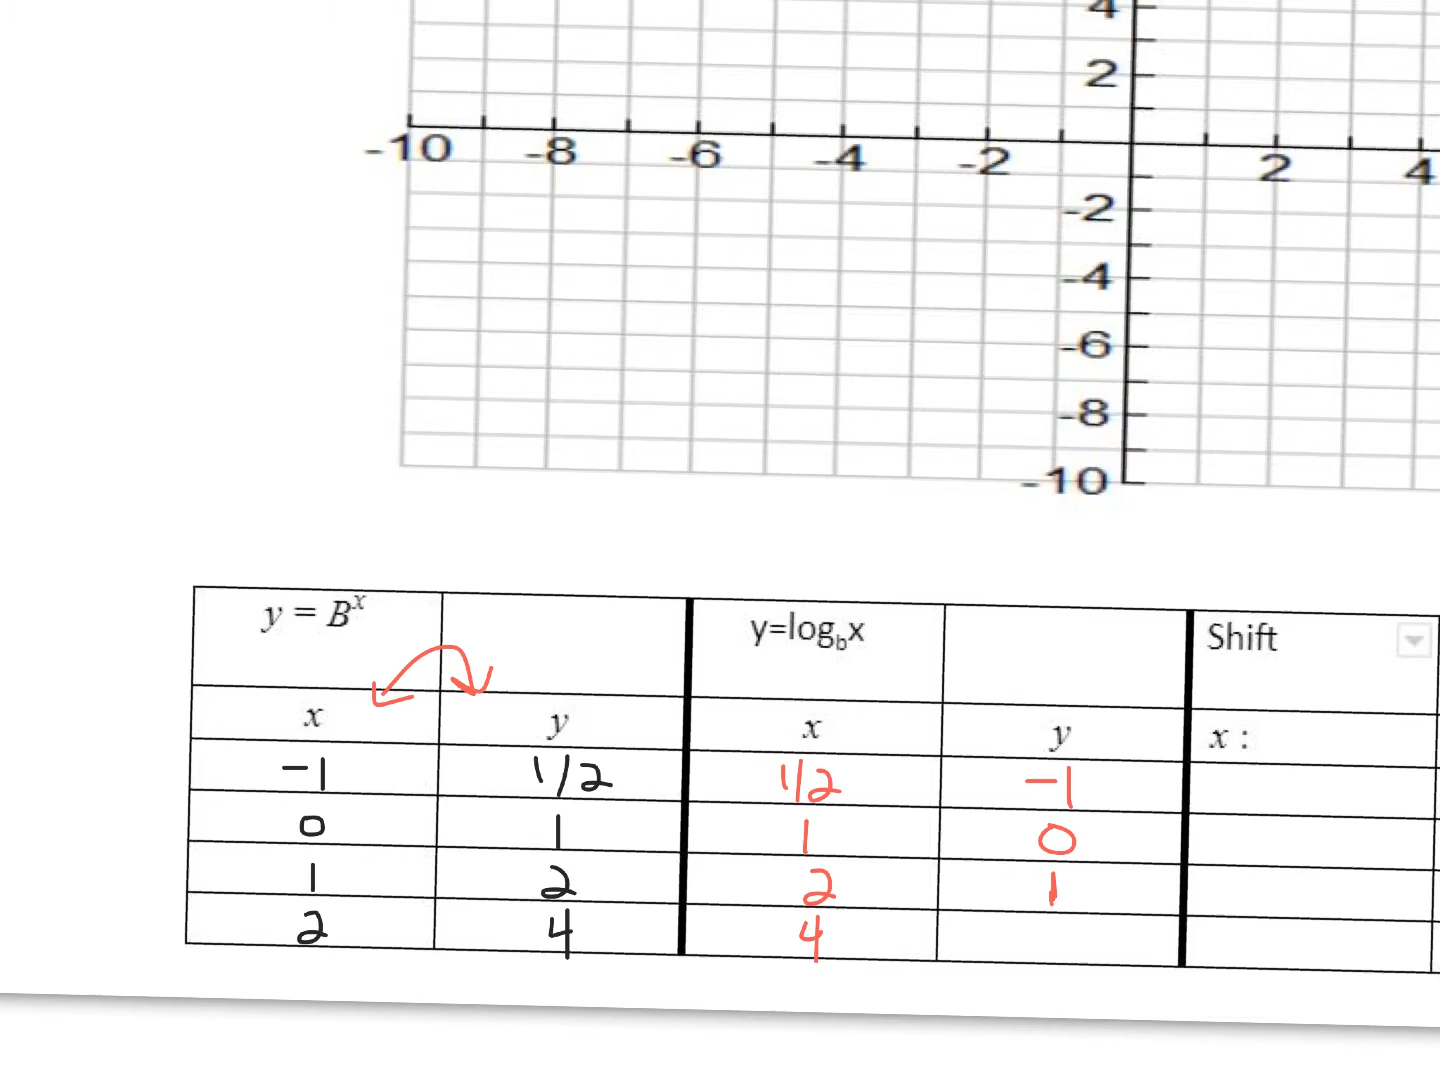 4
2
-10 -8 -6 -4 -2 2 4
-2
-4
-6
-8
-10
y = Bˣ y=log_b x Shift
x y x y x :
-1 1/2 1/2 -1
0 1 1 0
1 2 2 1
2 4 4